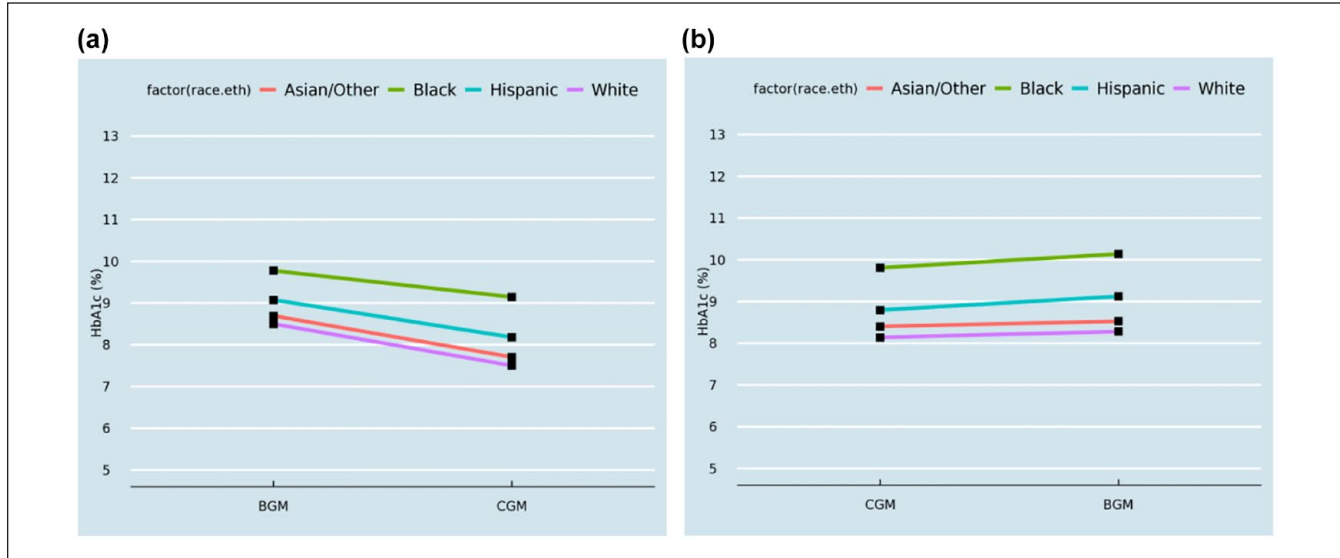 (a)
factor(race.eth) Asian/Other Black Hispanic White
13
12
11
10
9
8
7
6
5
HbA1c (%)
BGM CGM
(b)
factor(race.eth) Asian/Other Black Hispanic White
13
12
11
10
9
8
7
6
5
HbA1c (%)
CGM BGM